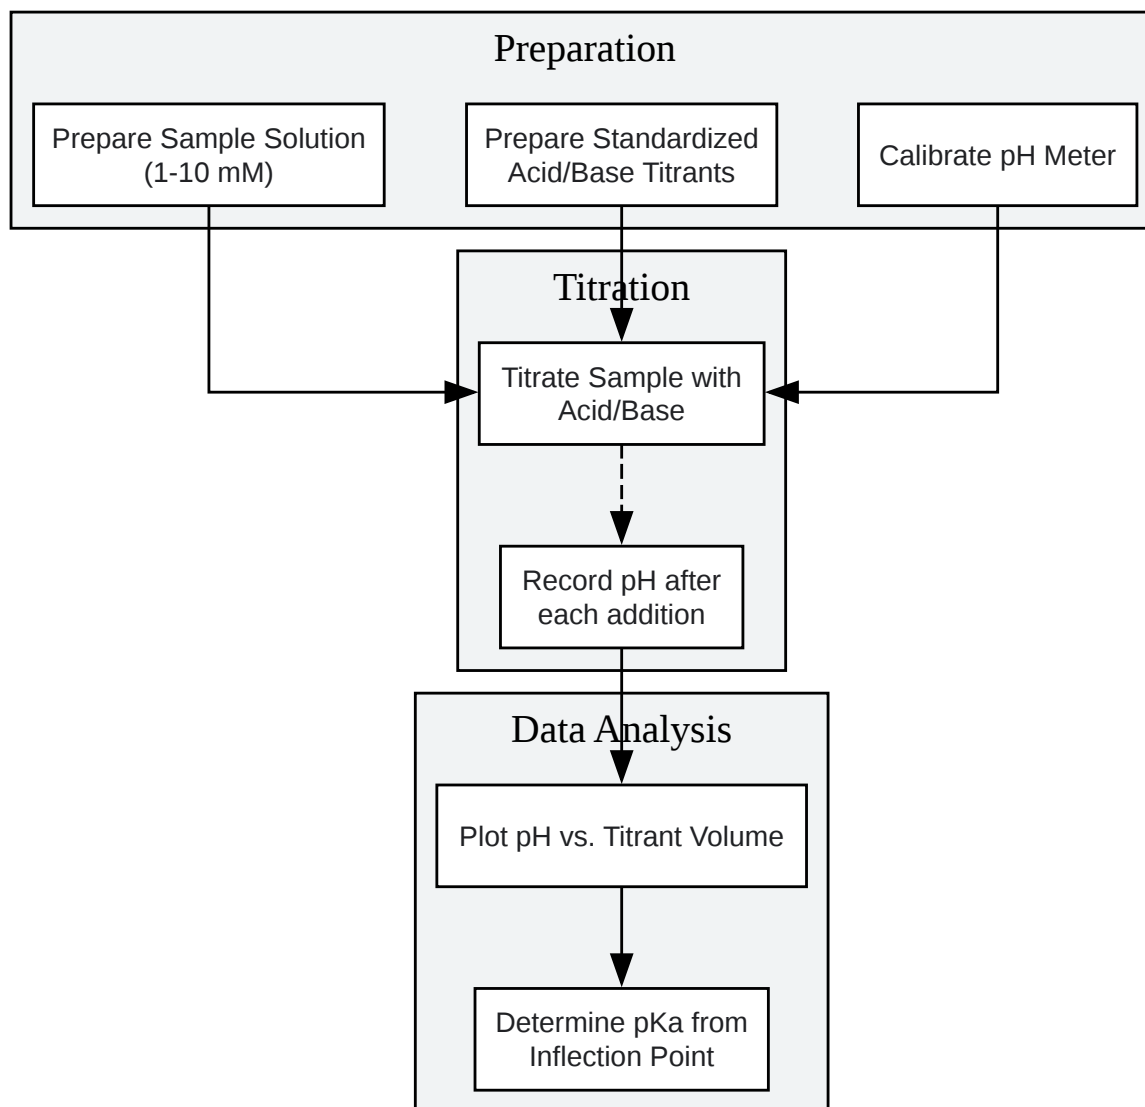 Preparation
Prepare Sample Solution
(1-10 mM)
Prepare Standardized
Acid/Base Titrants
Calibrate pH Meter
Titration
Titrate Sample with
Acid/Base
Record pH after
each addition
Data Analysis
Plot pH vs. Titrant Volume
Determine pKa from
Inflection Point